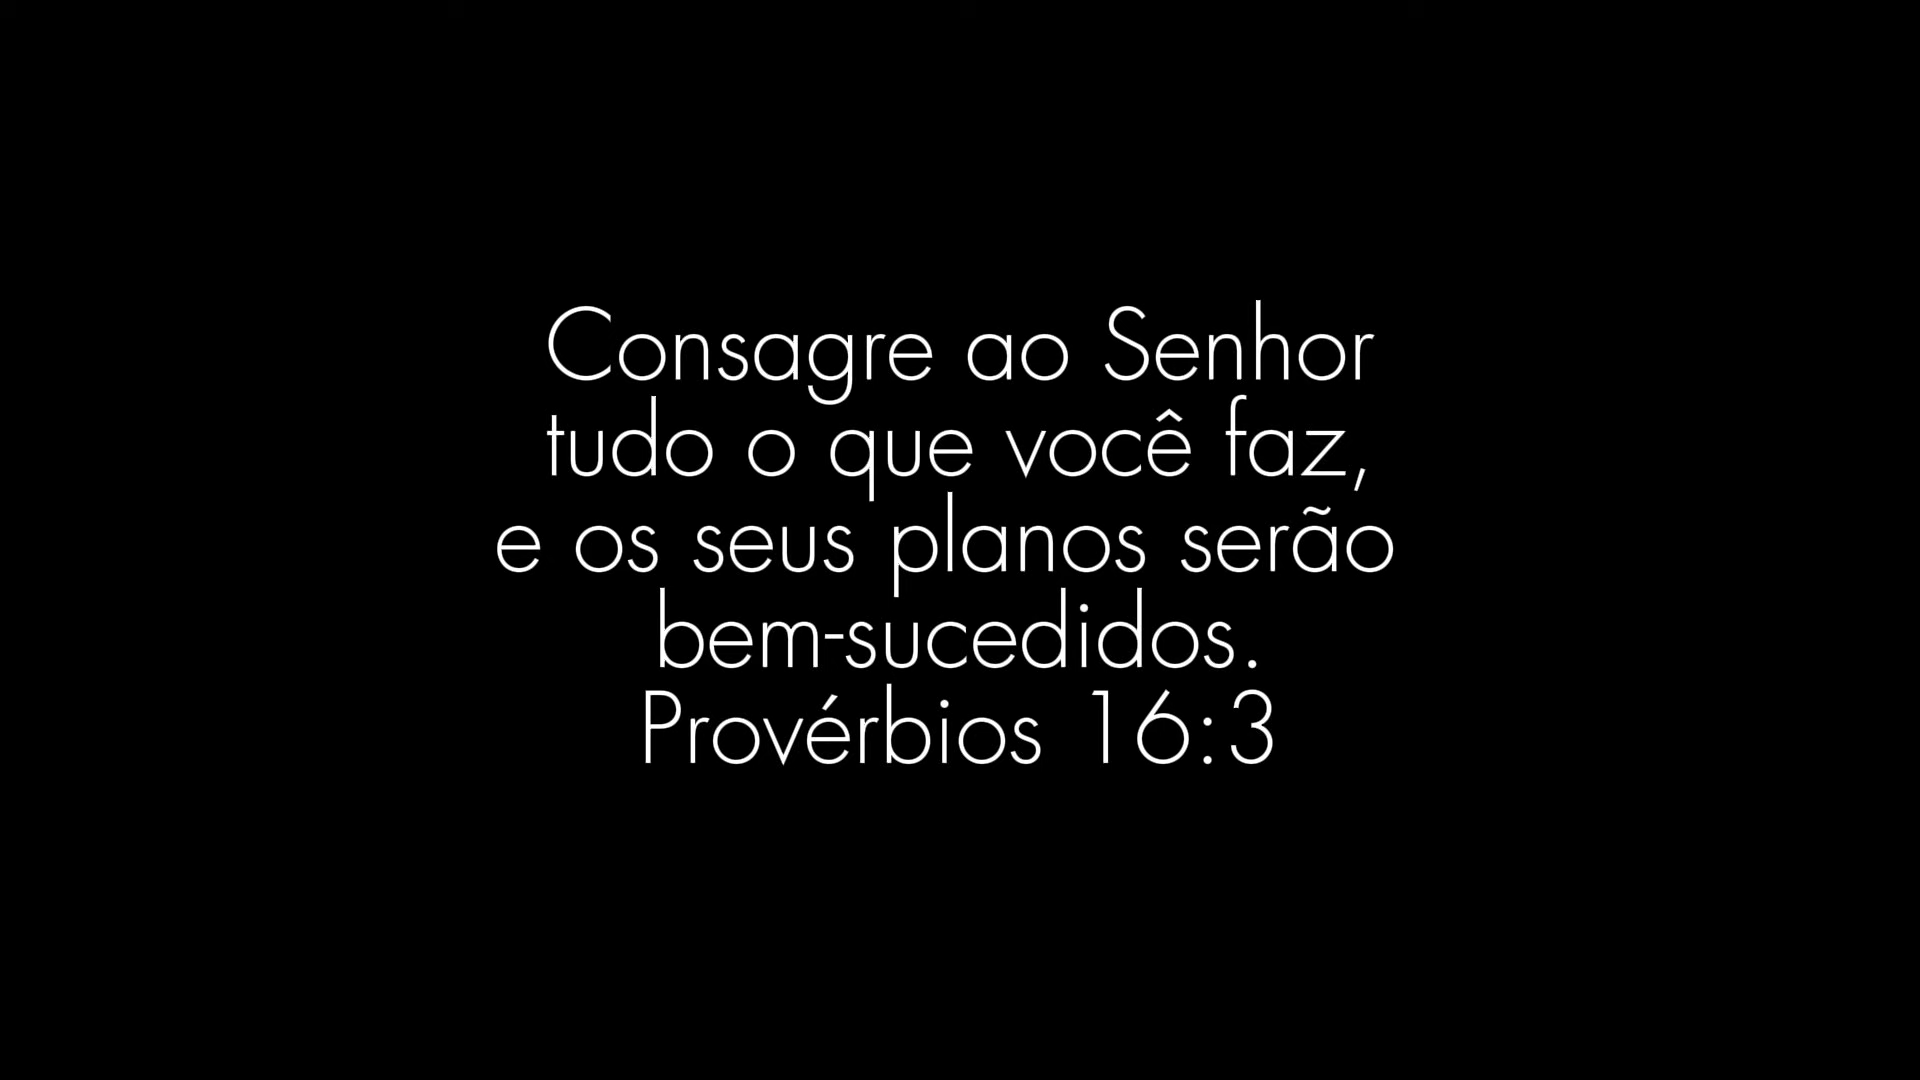 Consagre ao Senhor
tudo o que você faz,
e os seus planos serão
bem-sucedidos.
Provérbios 16:3